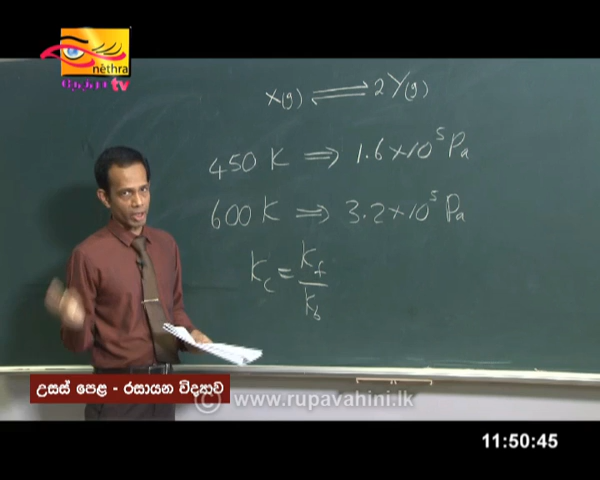 nethra
tv
X(g) ⇌ 2Y(g)
450 K ⇒ 1.6×10⁵ Pa
600 K ⇒ 3.2×10⁵ Pa
Kc = Kf / Kb
උසස් පෙළ - රසායන විද්‍යාව
© www.rupavahini.lk
11:50:45